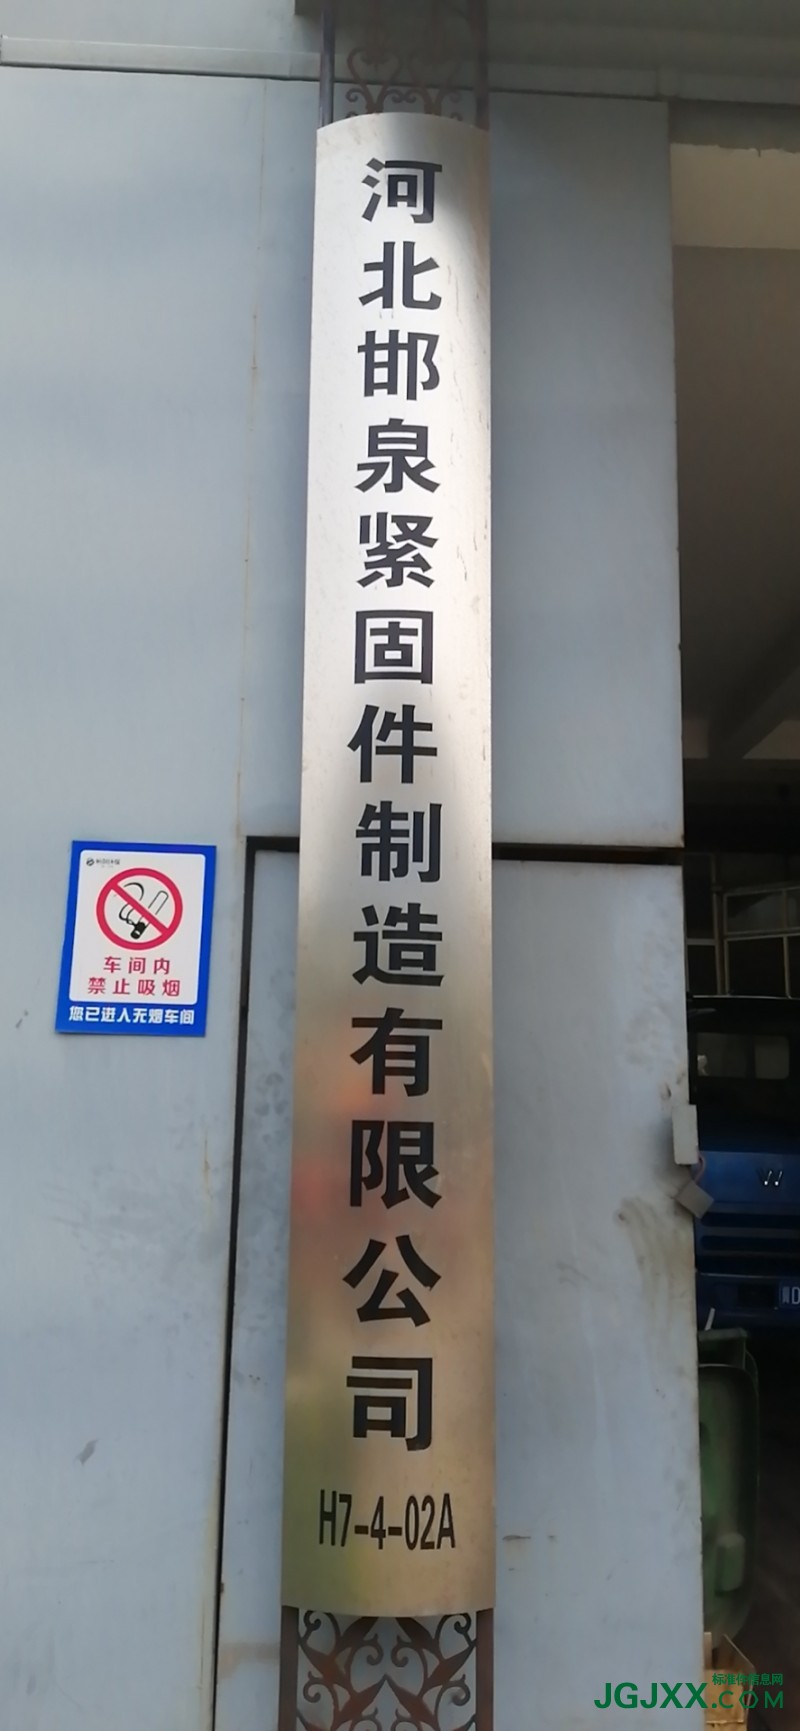 河北邯泉紧固件制造有限公司
H7-4-02A
车间内
禁止吸烟
您已进入无烟车间
标准件信息网
JGJXX.COM